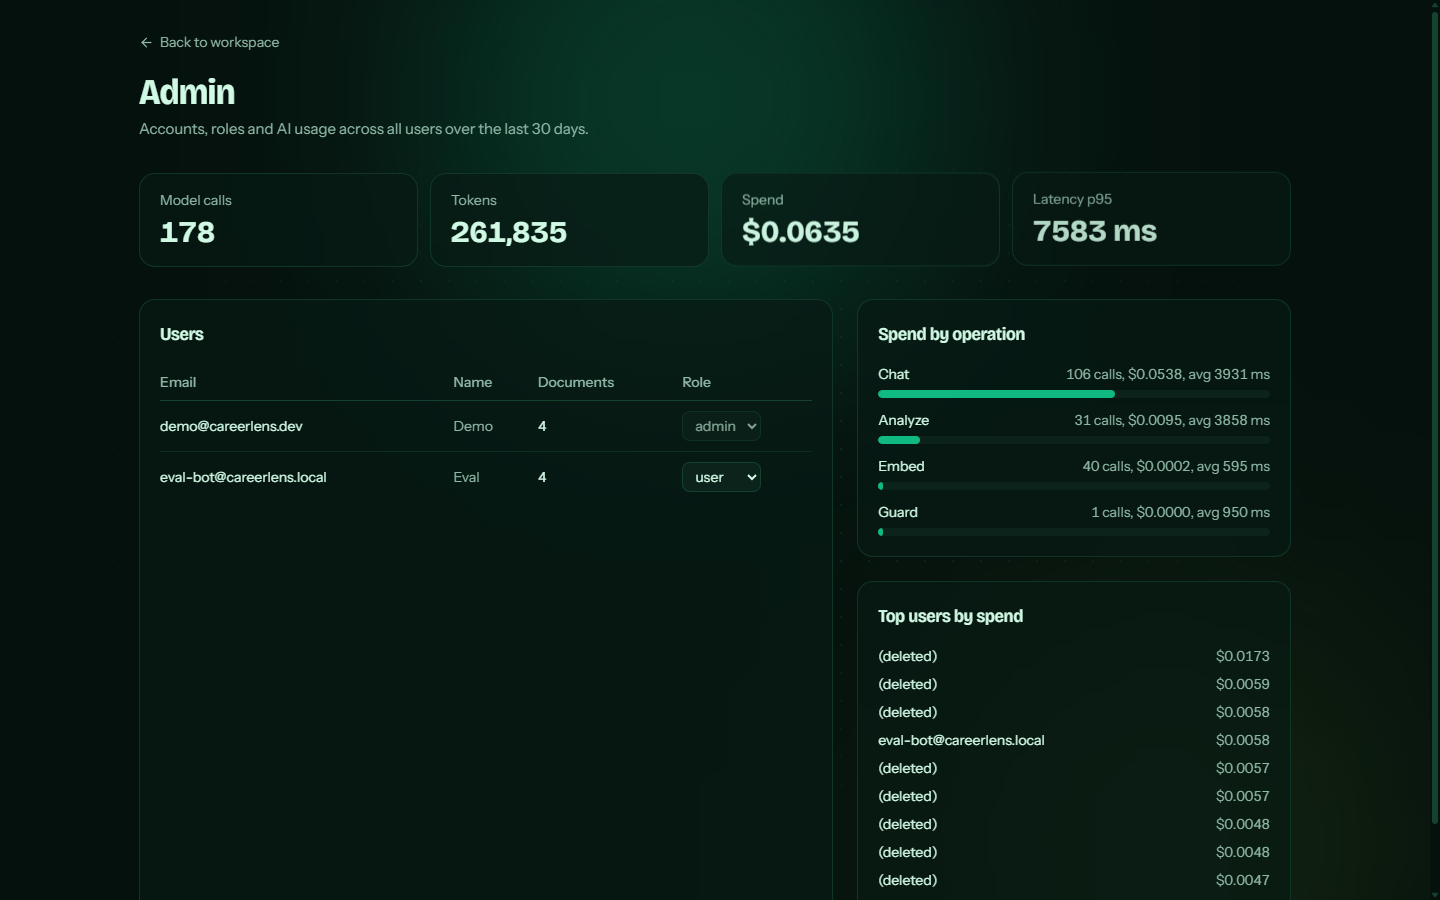 ← Back to workspace
Admin
Accounts, roles and AI usage across all users over the last 30 days.
Model calls
178
Tokens
261,835
Spend
$0.0635
Latency p95
7583 ms
Users
Email Name Documents Role
demo@careerlens.dev Demo 4 admin
eval-bot@careerlens.local Eval 4 user
Spend by operation
Chat 106 calls, $0.0538, avg 3931 ms
Analyze 31 calls, $0.0095, avg 3858 ms
Embed 40 calls, $0.0002, avg 595 ms
Guard 1 calls, $0.0000, avg 950 ms
Top users by spend
(deleted) $0.0173
(deleted) $0.0059
(deleted) $0.0058
eval-bot@careerlens.local $0.0058
(deleted) $0.0057
(deleted) $0.0057
(deleted) $0.0048
(deleted) $0.0048
(deleted) $0.0047